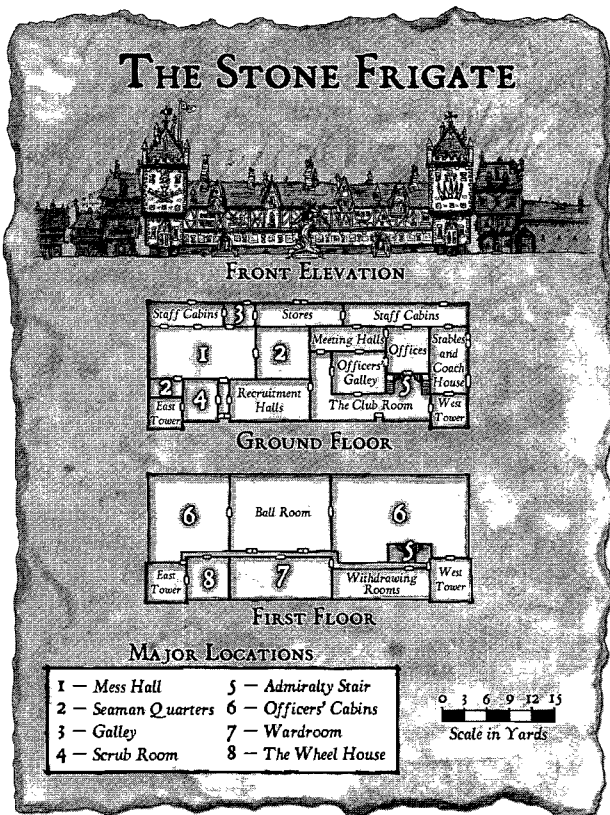 THE STONE FRIGATE
FRONT ELEVATION
Staff Cabins 3 Stores Staff Cabins
1 2 Meeting Halls Offices Stables and Coach House
Officers' Galley
2 4 Recruitment Halls The Club Room 5
East Tower West Tower
GROUND FLOOR
6 Ball Room 6
5
East Tower 8 7 Withdrawing Rooms West Tower
FIRST FLOOR
MAJOR LOCATIONS
1 – Mess Hall
2 – Seaman Quarters
3 – Galley
4 – Scrub Room
5 – Admiralty Stair
6 – Officers' Cabins
7 – Wardroom
8 – The Wheel House
0 3 6 9 12 15
Scale in Yards